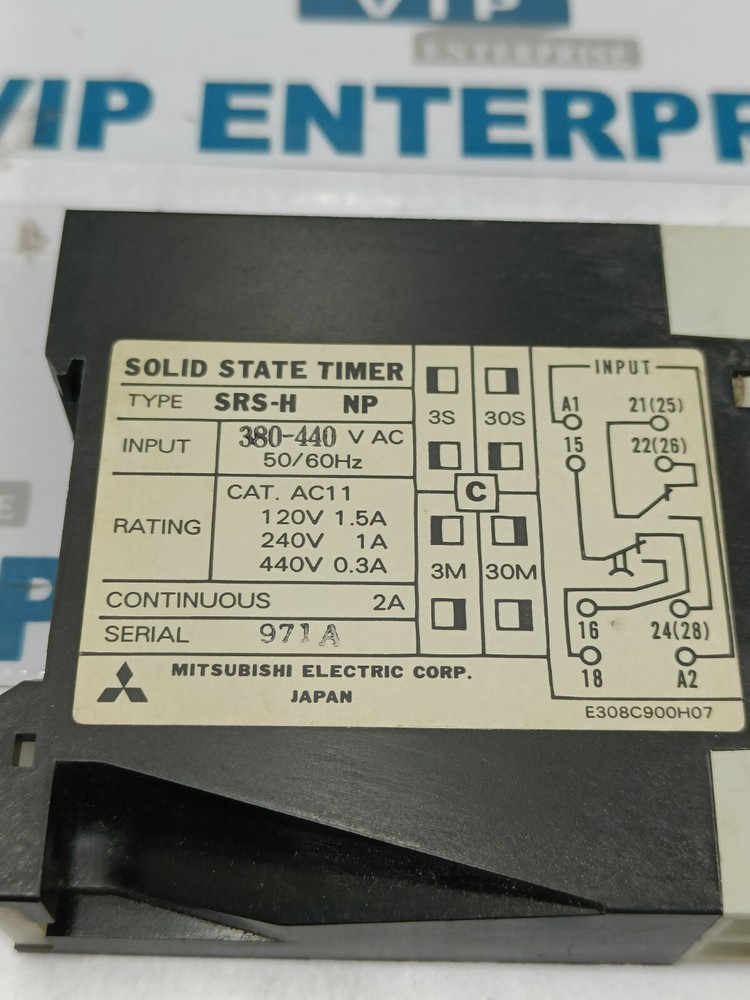 VIP
ENTERPRISE
VIP ENTERPR
SOLID STATE TIMER
TYPE SRS-H NP
INPUT 380-440 V AC
50/60Hz
RATING
CAT. AC11
120V 1.5A
240V 1A
440V 0.3A
CONTINUOUS 2A
SERIAL 971A
MITSUBISHI ELECTRIC CORP.
JAPAN
3S 30S
C
3M 30M
INPUT
A1 21(25)
15 22(26)
16 24(28)
18 A2
E308C900H07
E
P